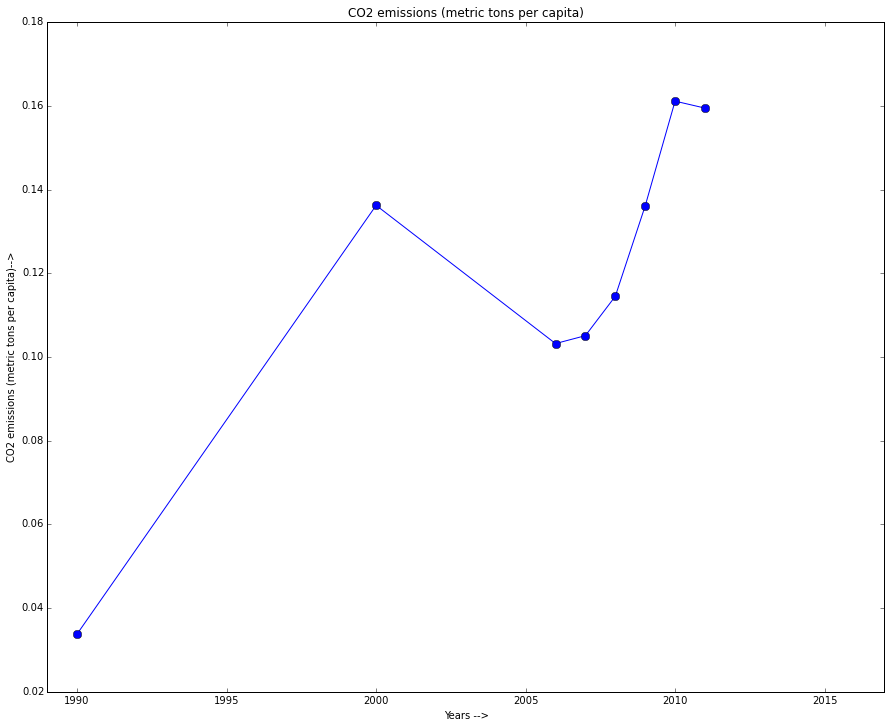 CO2 emissions (metric tons per capita)
0.18
0.16
0.14
0.12
0.10
0.08
0.06
0.04
0.02
CO2 emissions (metric tons per capita)-->
1990 1995 2000 2005 2010 2015
Years -->